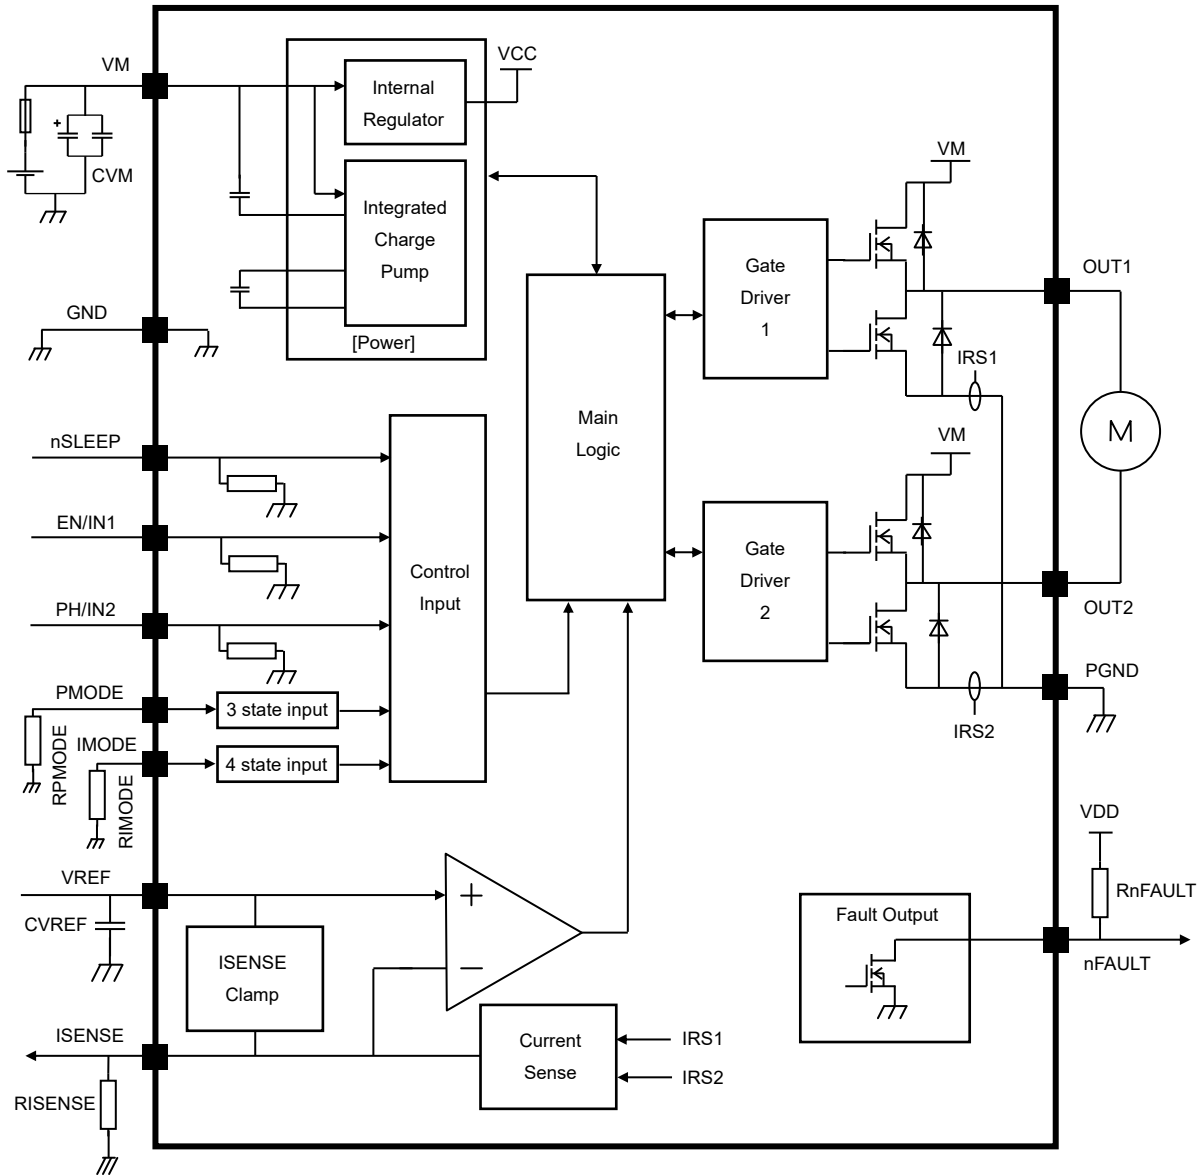 VM
VCC
Internal
Regulator
+
CVM
Integrated
Charge
Pump
[Power]
GND
VM
Gate
Driver
1
OUT1
IRS1
M
Main
Logic
nSLEEP
EN/IN1
PH/IN2
PMODE
IMODE
RPMODE
RIMODE
3 state input
4 state input
Control
Input
VM
Gate
Driver
2
OUT2
PGND
IRS2
VDD
RnFAULT
Fault Output
nFAULT
VREF
CVREF
ISENSE
Clamp
+
−
ISENSE
RISENSE
Current
Sense
IRS1
IRS2